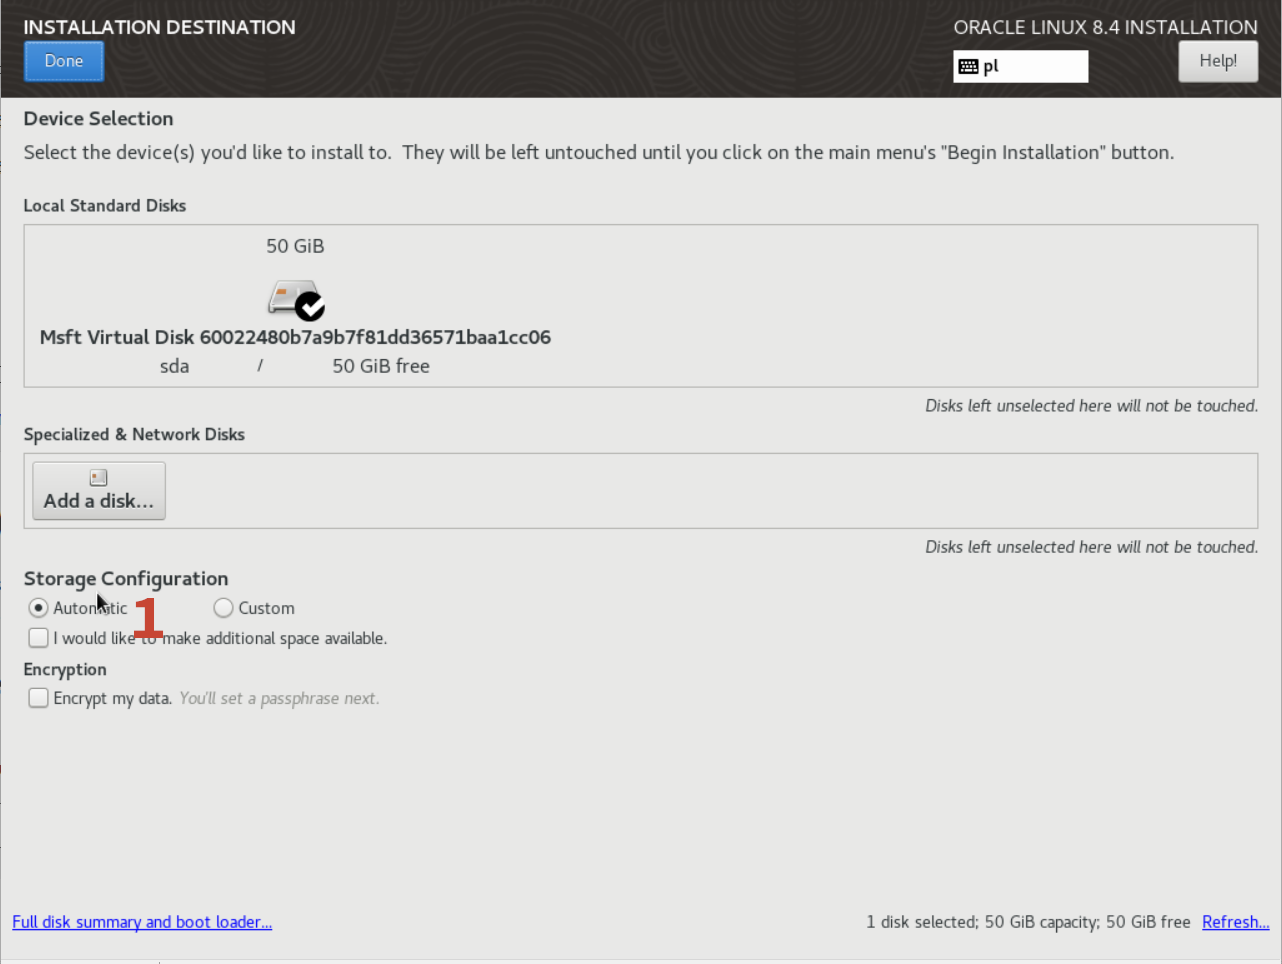 INSTALLATION DESTINATION
ORACLE LINUX 8.4 INSTALLATION
Done
pl
Help!
Device Selection
Select the device(s) you'd like to install to.  They will be left untouched until you click on the main menu's "Begin Installation" button.
Local Standard Disks
50 GiB
Msft Virtual Disk 60022480b7a9b7f81dd36571baa1cc06
sda / 50 GiB free
Disks left unselected here will not be touched.
Specialized & Network Disks
Add a disk...
Disks left unselected here will not be touched.
Storage Configuration
Automatic 1 Custom
I would like to make additional space available.
Encryption
Encrypt my data. You'll set a passphrase next.
Full disk summary and boot loader... 1 disk selected; 50 GiB capacity; 50 GiB free Refresh...